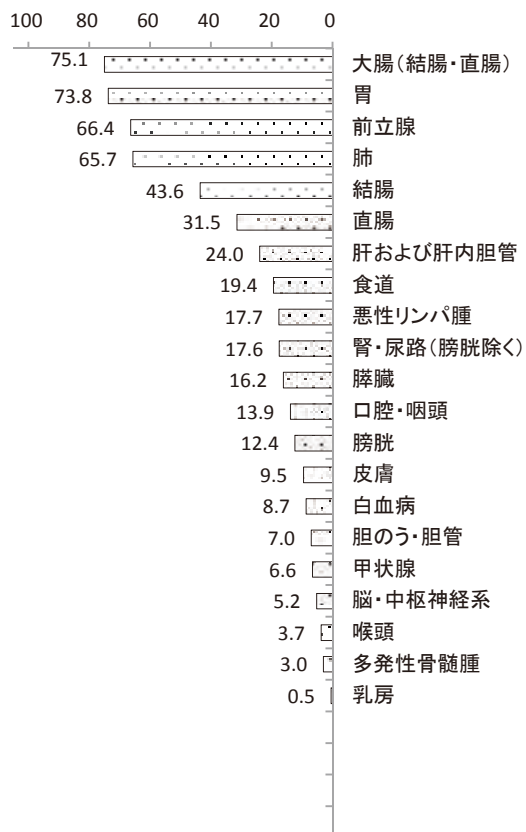 100 80 60 40 20 0
75.1 大腸(結腸・直腸)
73.8 胃
66.4 前立腺
65.7 肺
43.6 結腸
31.5 直腸
24.0 肝および肝内胆管
19.4 食道
17.7 悪性リンパ腫
17.6 腎・尿路(膀胱除く)
16.2 膵臓
13.9 口腔・咽頭
12.4 膀胱
9.5 皮膚
8.7 白血病
7.0 胆のう・胆管
6.6 甲状腺
5.2 脳・中枢神経系
3.7 喉頭
3.0 多発性骨髄腫
0.5 乳房